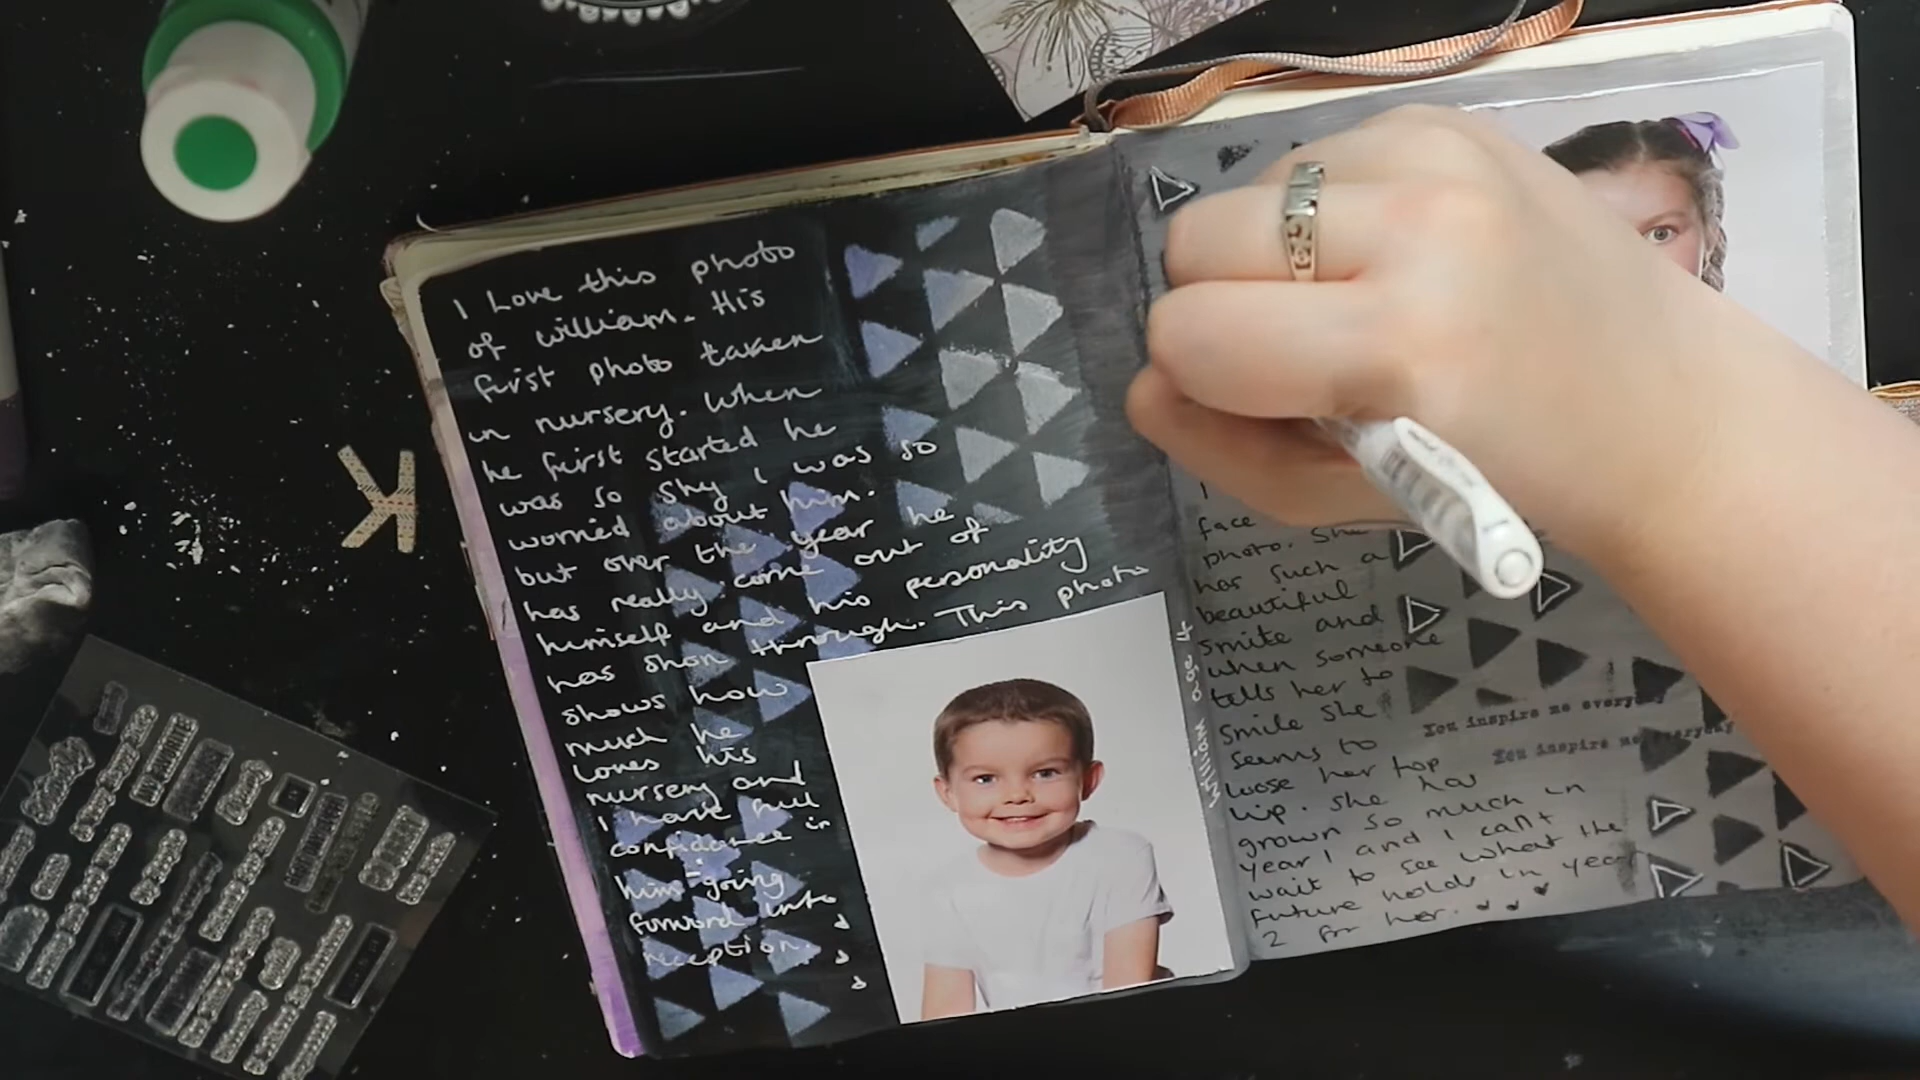 I Love this photo
of william. His
first photo taken
in nursery. When
he first started he
was so shy I was so
worried about him.
but over the year he
has really come out of
himself and his personality
has shon through. This photo
shows how
much he
loves his
nursery and
I have full
confidance in
him going
forword into
reception.
William age 4
I
face
photo. She
has such a
beautiful
smile and
when someone
tells her to
smile she
seems to
loose her top
lip. She has
grown so much in
year 1 and I can't
wait to see what the
future holds in year
2 for her.
You inspire me everyday
You inspire me everyday
K